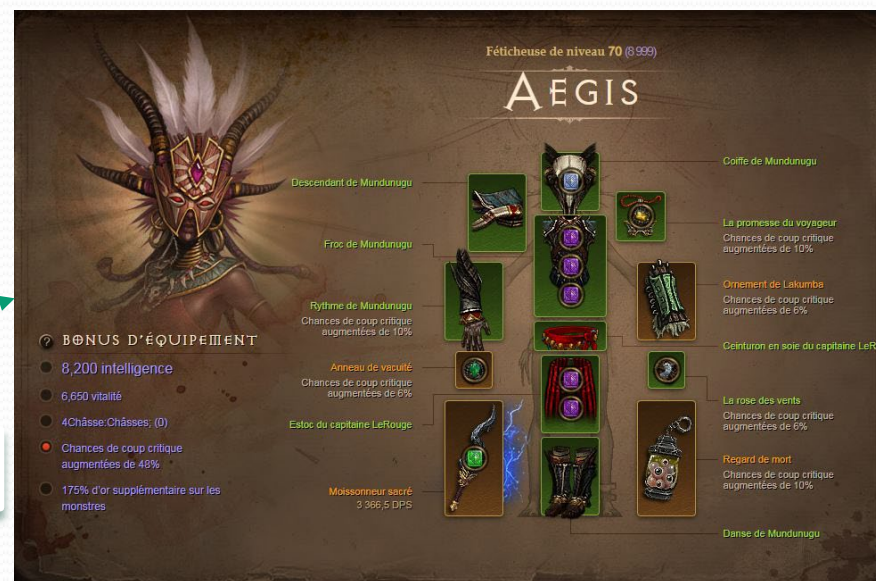 Féticheuse de niveau 70 (8 999)
AEGIS
Coiffe de Mundunugu
Descendant de Mundunugu
La promesse du voyageur
Chances de coup critique
augmentées de 10%
Froc de Mundunugu
Ornement de Lakumba
Chances de coup critique
augmentées de 6%
Rythme de Mundunugu
Chances de coup critique
augmentées de 10%
Ceinturon en soie du capitaine LeR
Anneau de vacuité
Chances de coup critique
augmentées de 6%
La rose des vents
Chances de coup critique
augmentées de 6%
Estoc du capitaine LeRouge
Regard de mort
Chances de coup critique
augmentées de 10%
Moissonneur sacré
3 366,5 DPS
Danse de Mundunugu
? BONUS D'ÉQUIPEMENT
8,200 intelligence
6,650 vitalité
4Châsse:Châsses; (0)
Chances de coup critique
augmentées de 48%
175% d'or supplémentaire sur les
monstres